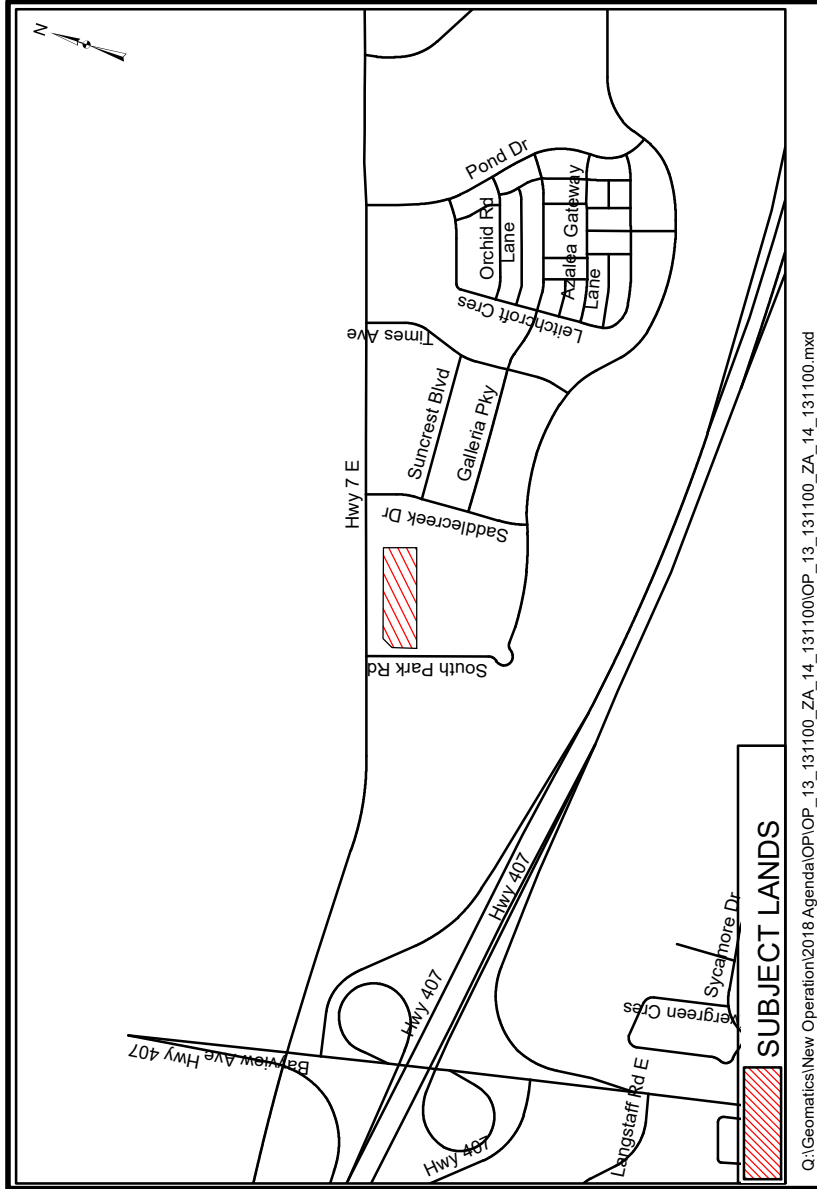 N
Pond Dr
Orchid Rd
Lane
Azalea Gateway
Lane
Leitchcroft Cres
Times Ave
Suncrest Blvd
Galleria Pky
Hwy 7 E
Saddlecreek Dr
South Park Rd
Hwy 407
Hwy 407
Bayview Ave Hwy 407
Hwy 407
Langstaff Rd E
vergreen Cres
Sycamore Dr
SUBJECT LANDS
Q:\Geomatics\New Operation\2018 Agenda\OP\OP_13_131100_ZA_14_131100\OP_13_131100_ZA_14_131100.mxd